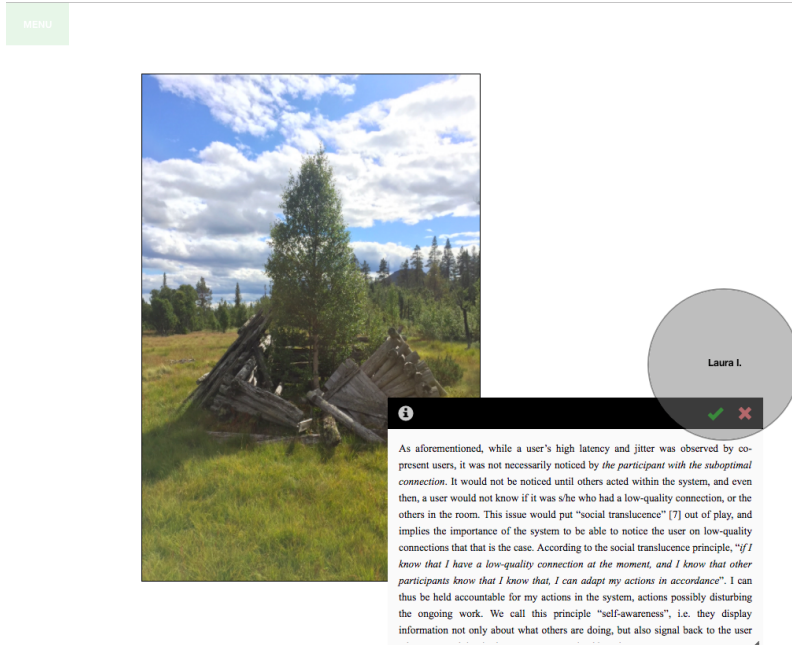 MENU
Laura I.
As aforementioned, while a user’s high latency and jitter was observed by co-
present users, it was not necessarily noticed by the participant with the suboptimal
connection. It would not be noticed until others acted within the system, and even
then, a user would not know if it was s/he who had a low-quality connection, or the
others in the room. This issue would put “social translucence” [7] out of play, and
implies the importance of the system to be able to notice the user on low-quality
connections that that is the case. According to the social translucence principle, “if I
know that I have a low-quality connection at the moment, and I know that other
participants know that I know that, I can adapt my actions in accordance”. I can
thus be held accountable for my actions in the system, actions possibly disturbing
the ongoing work. We call this principle “self-awareness”, i.e. they display
information not only about what others are doing, but also signal back to the user